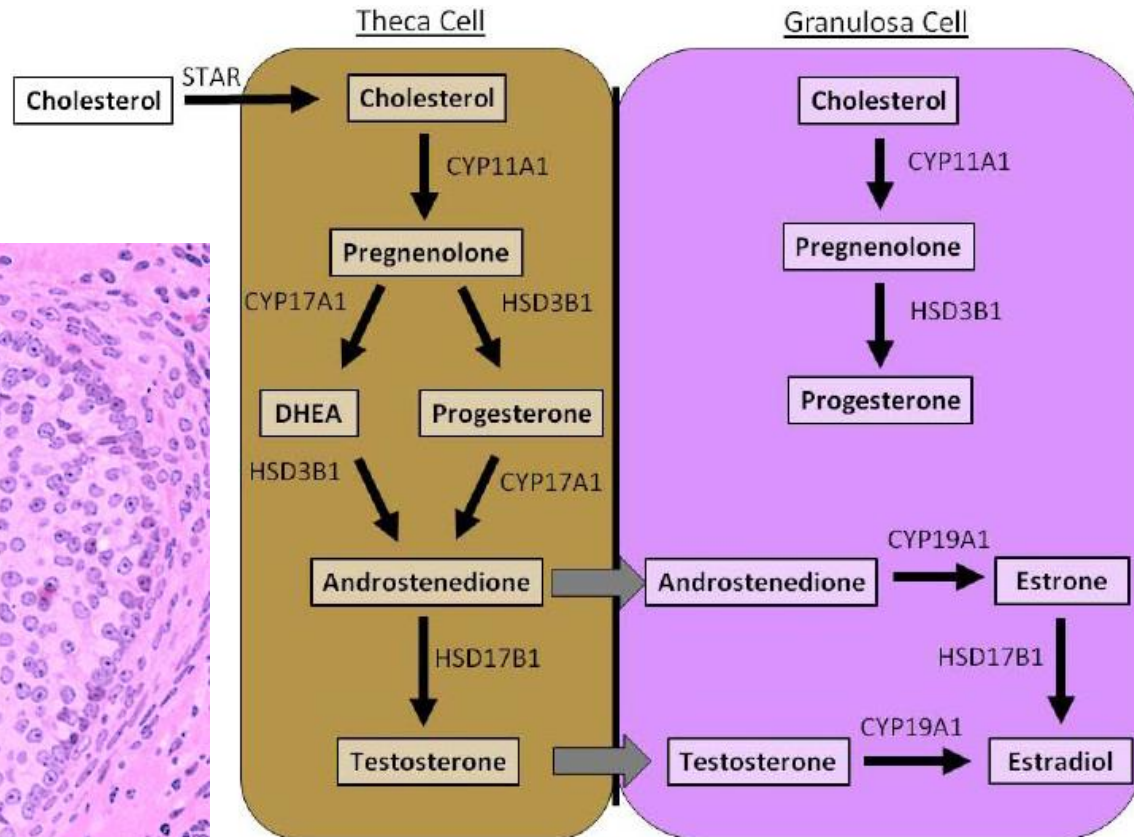 Theca Cell
Granulosa Cell
STAR
Cholesterol
Cholesterol
Cholesterol
CYP11A1
CYP11A1
Pregnenolone
Pregnenolone
CYP17A1
HSD3B1
HSD3B1
DHEA
Progesterone
Progesterone
HSD3B1
CYP17A1
CYP19A1
Androstenedione
Androstenedione
Estrone
HSD17B1
HSD17B1
CYP19A1
Testosterone
Testosterone
Estradiol